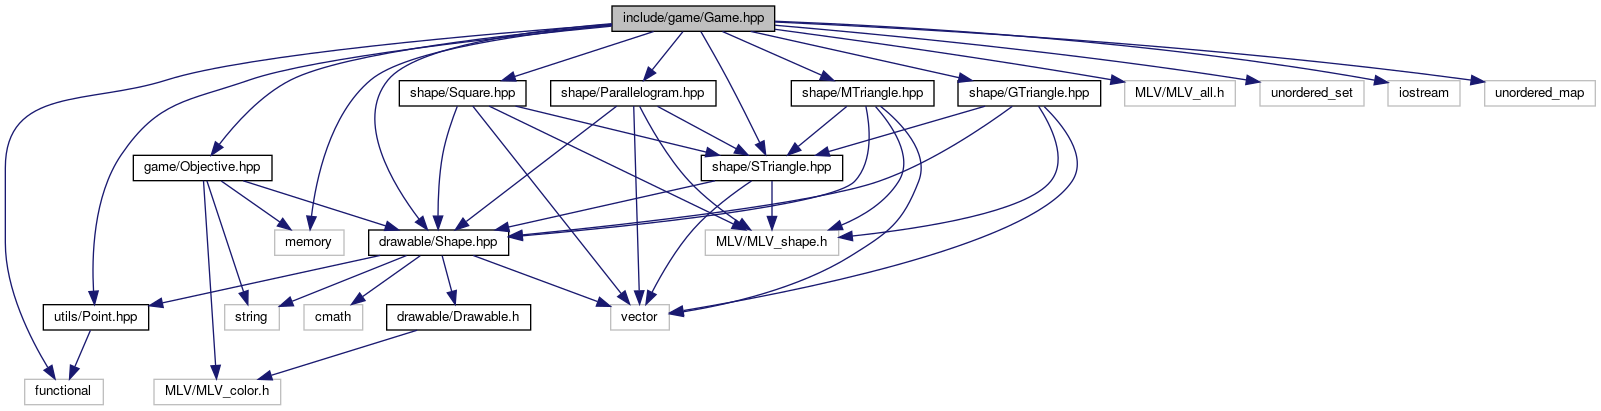 include/game/Game.hpp
shape/Square.hpp
shape/Parallelogram.hpp
shape/MTriangle.hpp
shape/GTriangle.hpp
MLV/MLV_all.h
unordered_set
iostream
unordered_map
game/Objective.hpp
shape/STriangle.hpp
memory
drawable/Shape.hpp
MLV/MLV_shape.h
utils/Point.hpp
string
cmath
drawable/Drawable.h
vector
functional
MLV/MLV_color.h